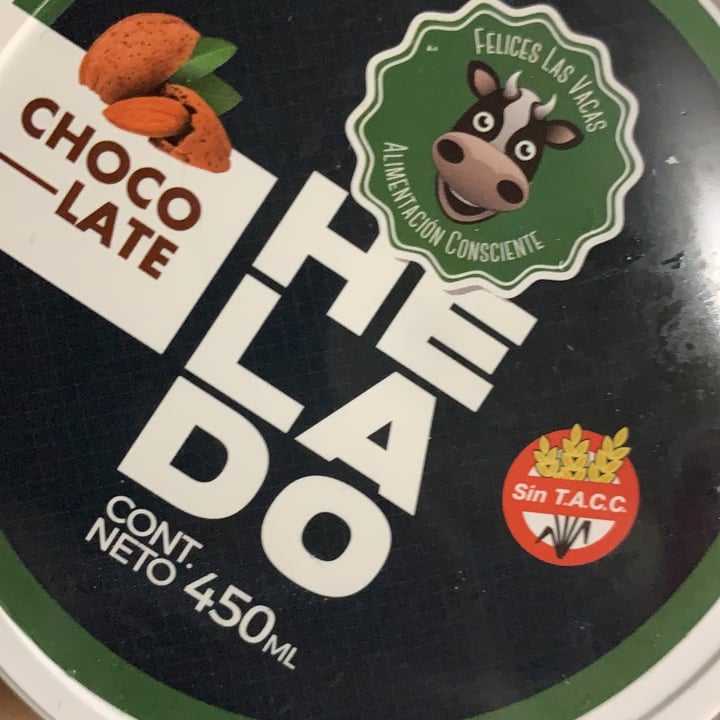 CHOCO
LATE
FELICES LAS VACAS
ALIMENTACIÓN CONSCIENTE
HE
LA
DO
Sin T.A.C.C.
CONT.
NETO 450ML